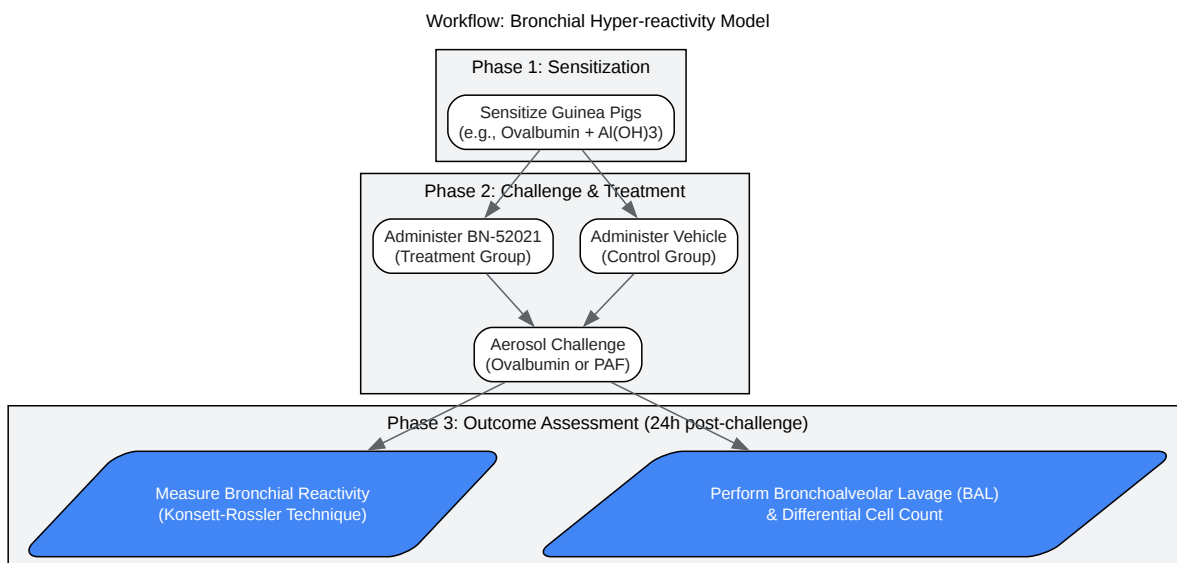 Workflow: Bronchial Hyper-reactivity Model
Phase 1: Sensitization
Sensitize Guinea Pigs
(e.g., Ovalbumin + Al(OH)3)
Phase 2: Challenge & Treatment
Administer BN-52021
(Treatment Group)
Administer Vehicle
(Control Group)
Aerosol Challenge
(Ovalbumin or PAF)
Phase 3: Outcome Assessment (24h post-challenge)
Measure Bronchial Reactivity
(Konsett-Rossler Technique)
Perform Bronchoalveolar Lavage (BAL)
& Differential Cell Count